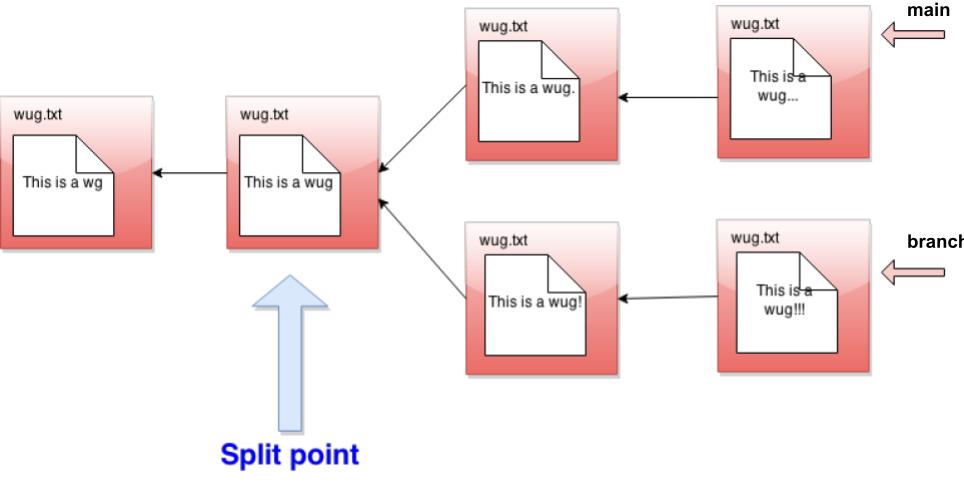 main
wug.txt
This is a wug.
wug.txt
This is a
wug...
wug.txt
This is a wg
wug.txt
This is a wug
branch
wug.txt
This is a wug!
wug.txt
This is a
wug!!!
Split point